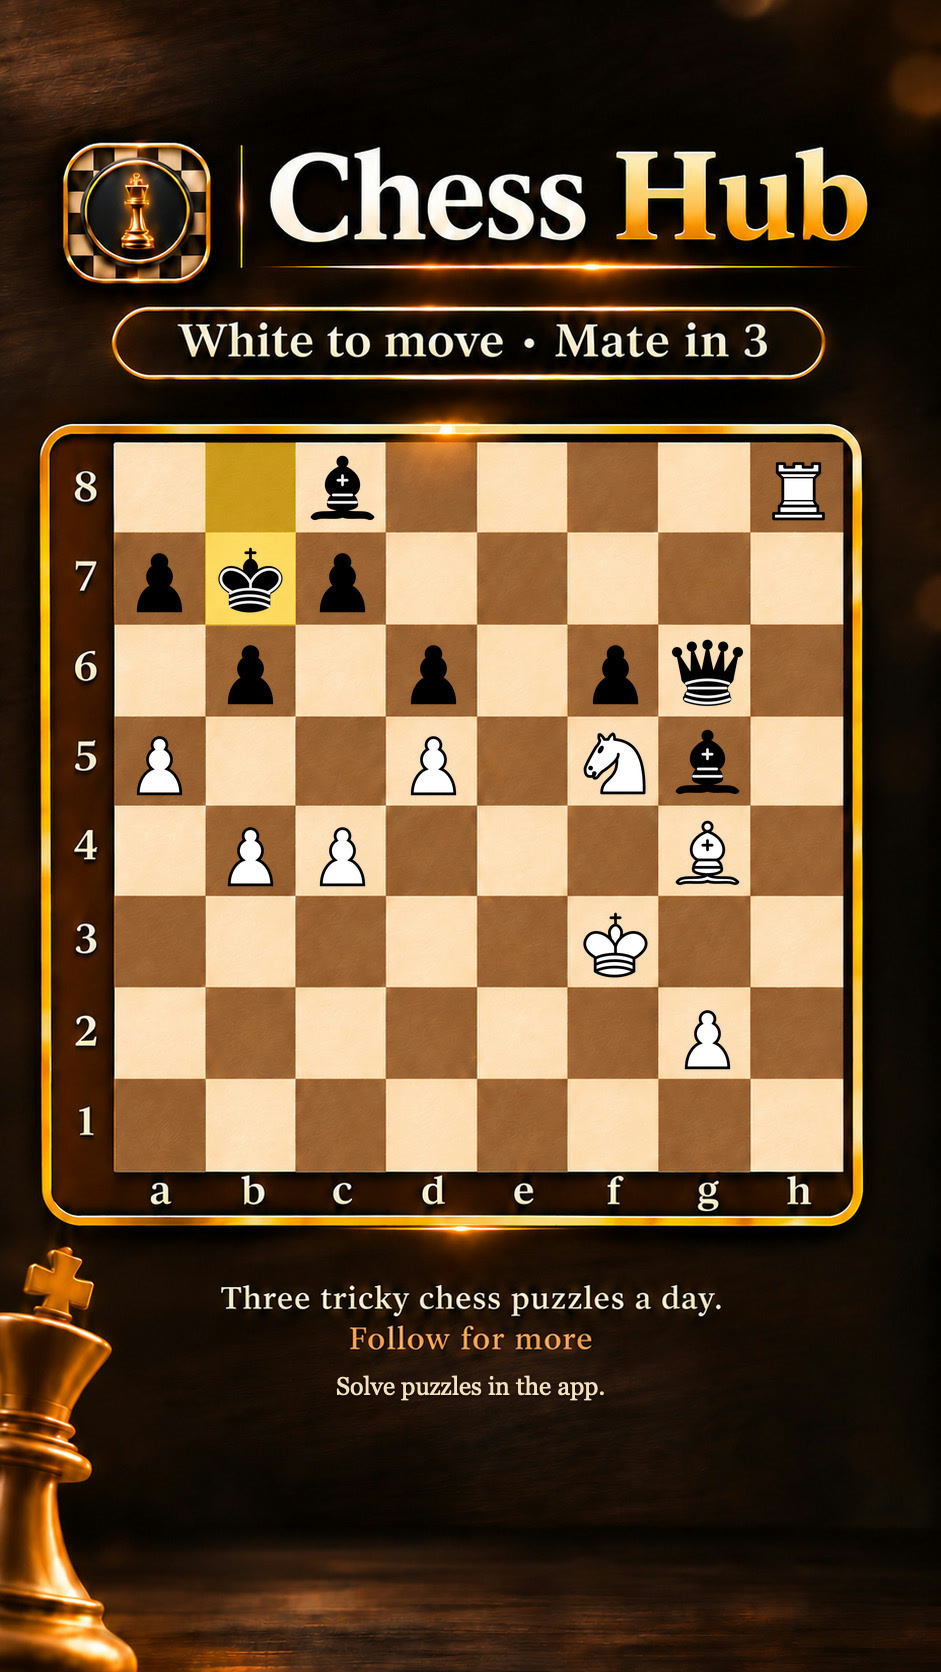 Chess Hub
White to move • Mate in 3
8
7
6
5
4
3
2
1
a b c d e f g h
Three tricky chess puzzles a day.
Follow for more
Solve puzzles in the app.